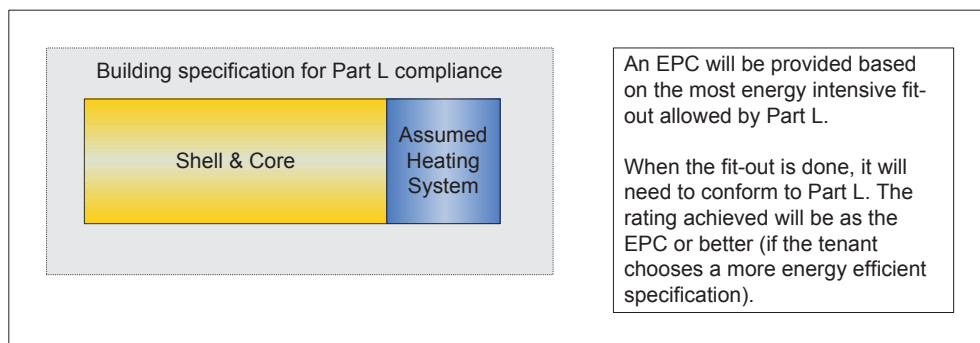 Building specification for Part L compliance
Shell & Core
Assumed
Heating
System
An EPC will be provided based
on the most energy intensive fit-
out allowed by Part L.
When the fit-out is done, it will
need to conform to Part L. The
rating achieved will be as the
EPC or better (if the tenant
chooses a more energy efficient
specification).